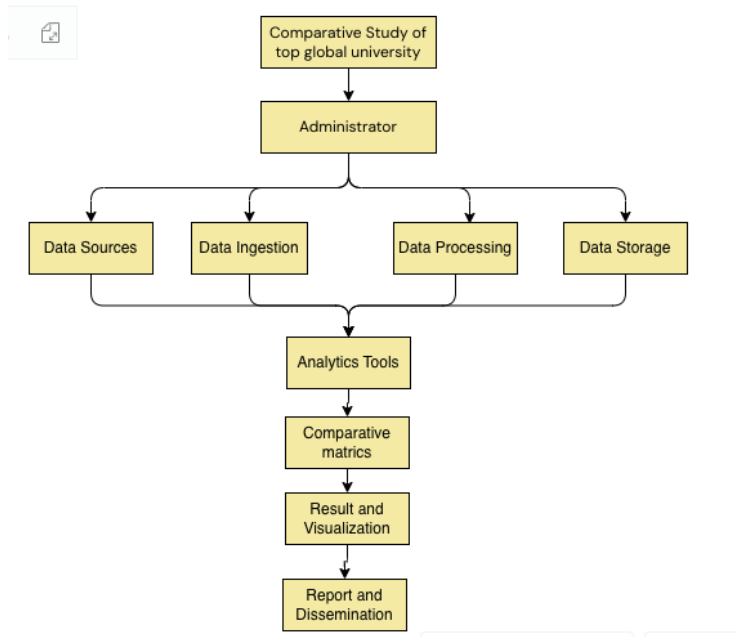 Comparative Study of
top global university
Administrator
Data Sources
Data Ingestion
Data Processing
Data Storage
Analytics Tools
Comparative
matrics
Result and
Visualization
Report and
Dissemination